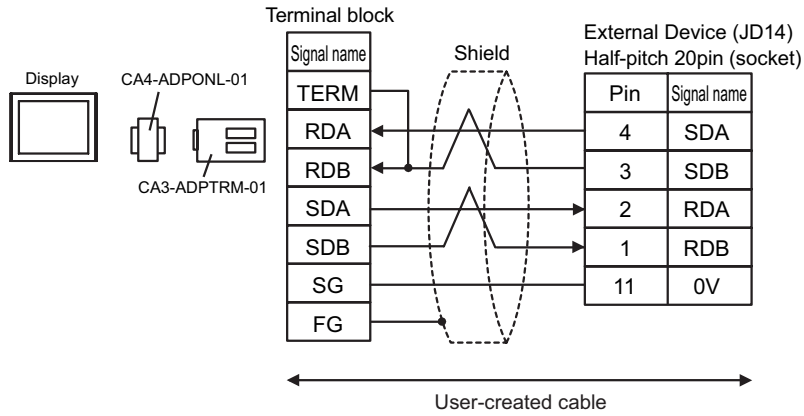 Terminal block
External Device (JD14)
Half-pitch 20pin (socket)
Display
CA4-ADPONL-01
CA3-ADPTRM-01
Shield
Signal name
TERM
RDA
RDB
SDA
SDB
SG
FG
Pin Signal name
4 SDA
3 SDB
2 RDA
1 RDB
11 0V
User-created cable